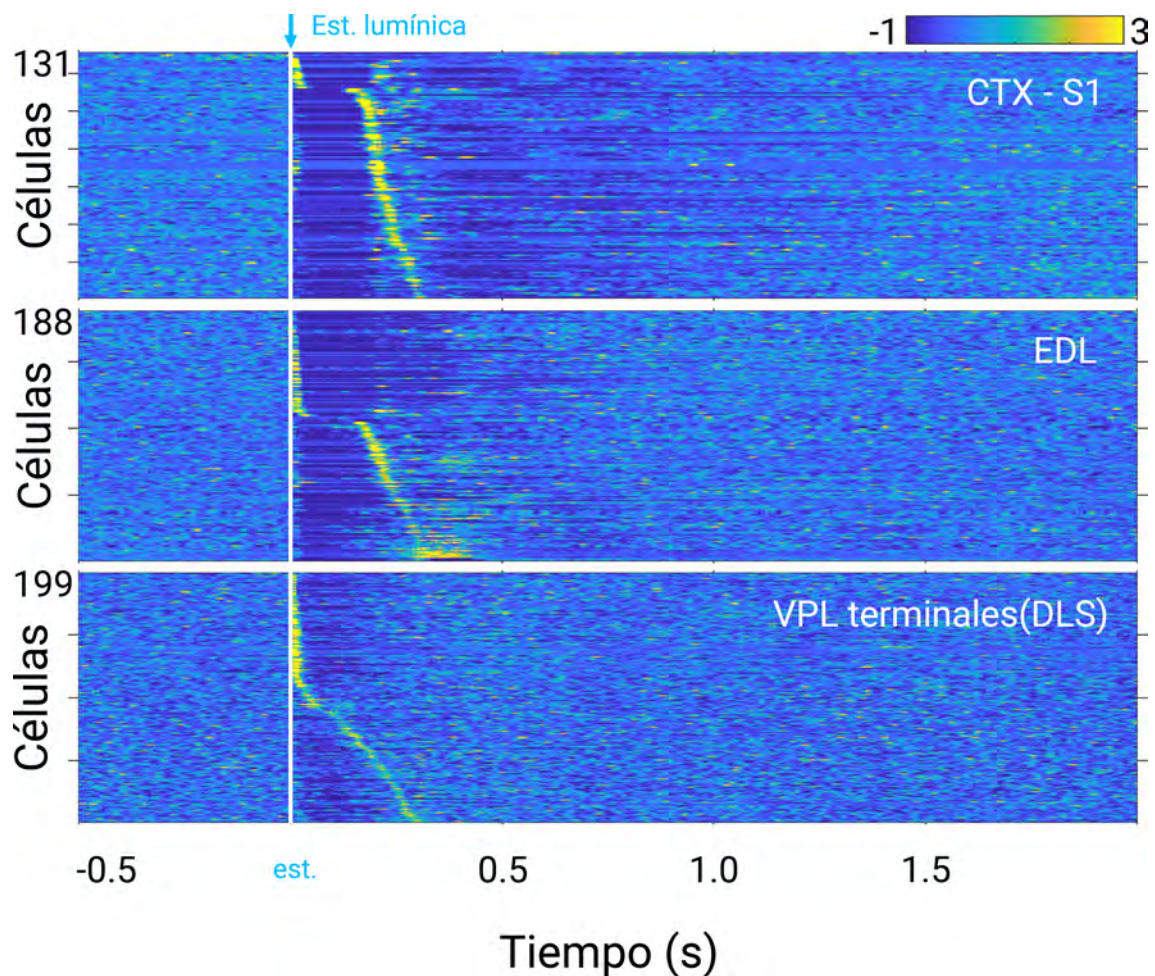 Est. lumínica
-1 3
131
CTX - S1
Células
188
EDL
Células
199
VPL terminales(DLS)
Células
-0.5 est. 0.5 1.0 1.5
Tiempo (s)